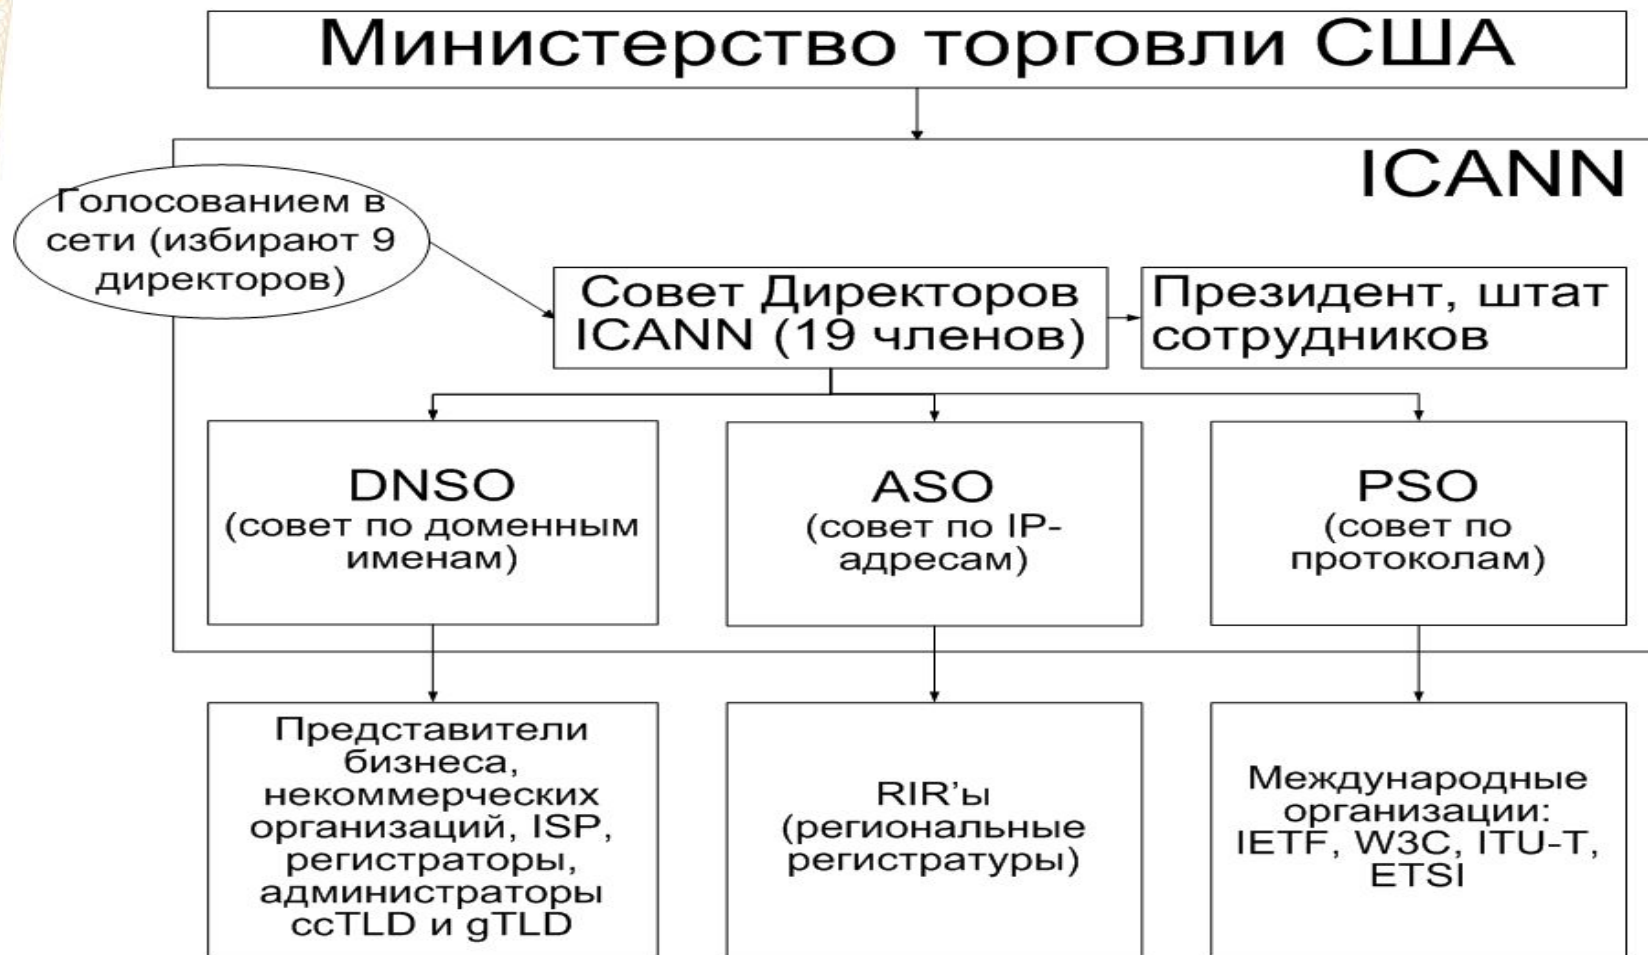 Министерство торговли США
ICANN
Голосованием в
сети (избирают 9
директоров)
Совет Директоров
ICANN (19 членов)
Президент, штат
сотрудников
DNSO
(совет по доменным
именам)
ASO
(совет по IP-
адресам)
PSO
(совет по
протоколам)
Представители
бизнеса,
некоммерческих
организаций, ISP,
регистраторы,
администраторы
ccTLD и gTLD
RIR’ы
(региональные
регистратуры)
Международные
организации:
IETF, W3C, ITU-T,
ETSI